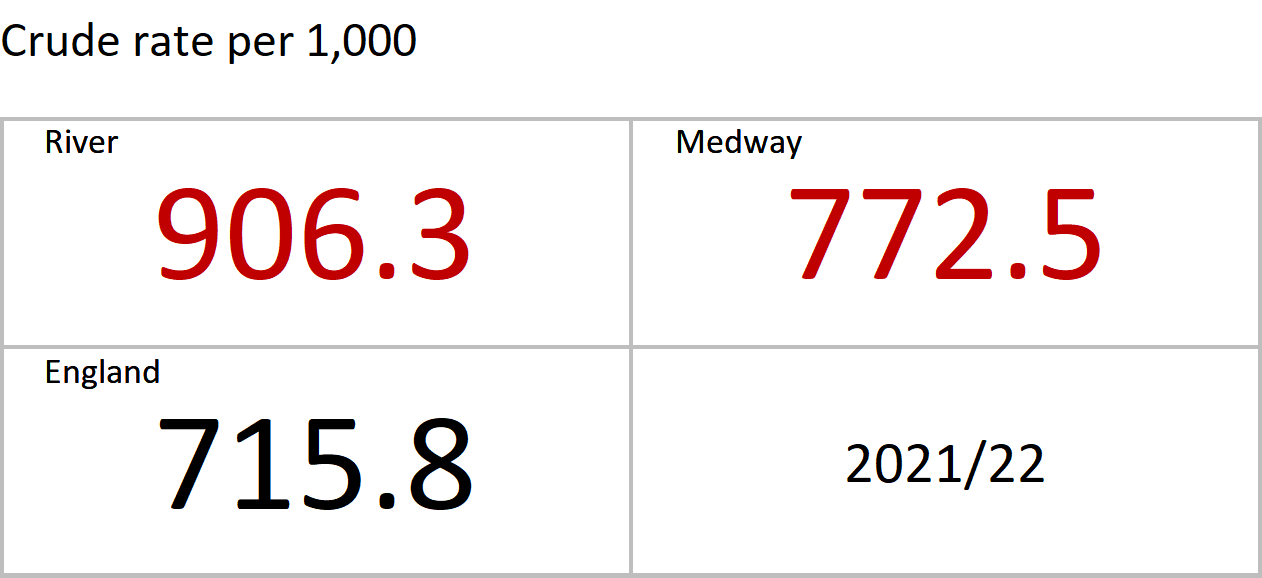 Crude rate per 1,000
River
906.3
Medway
772.5
England
715.8
2021/22